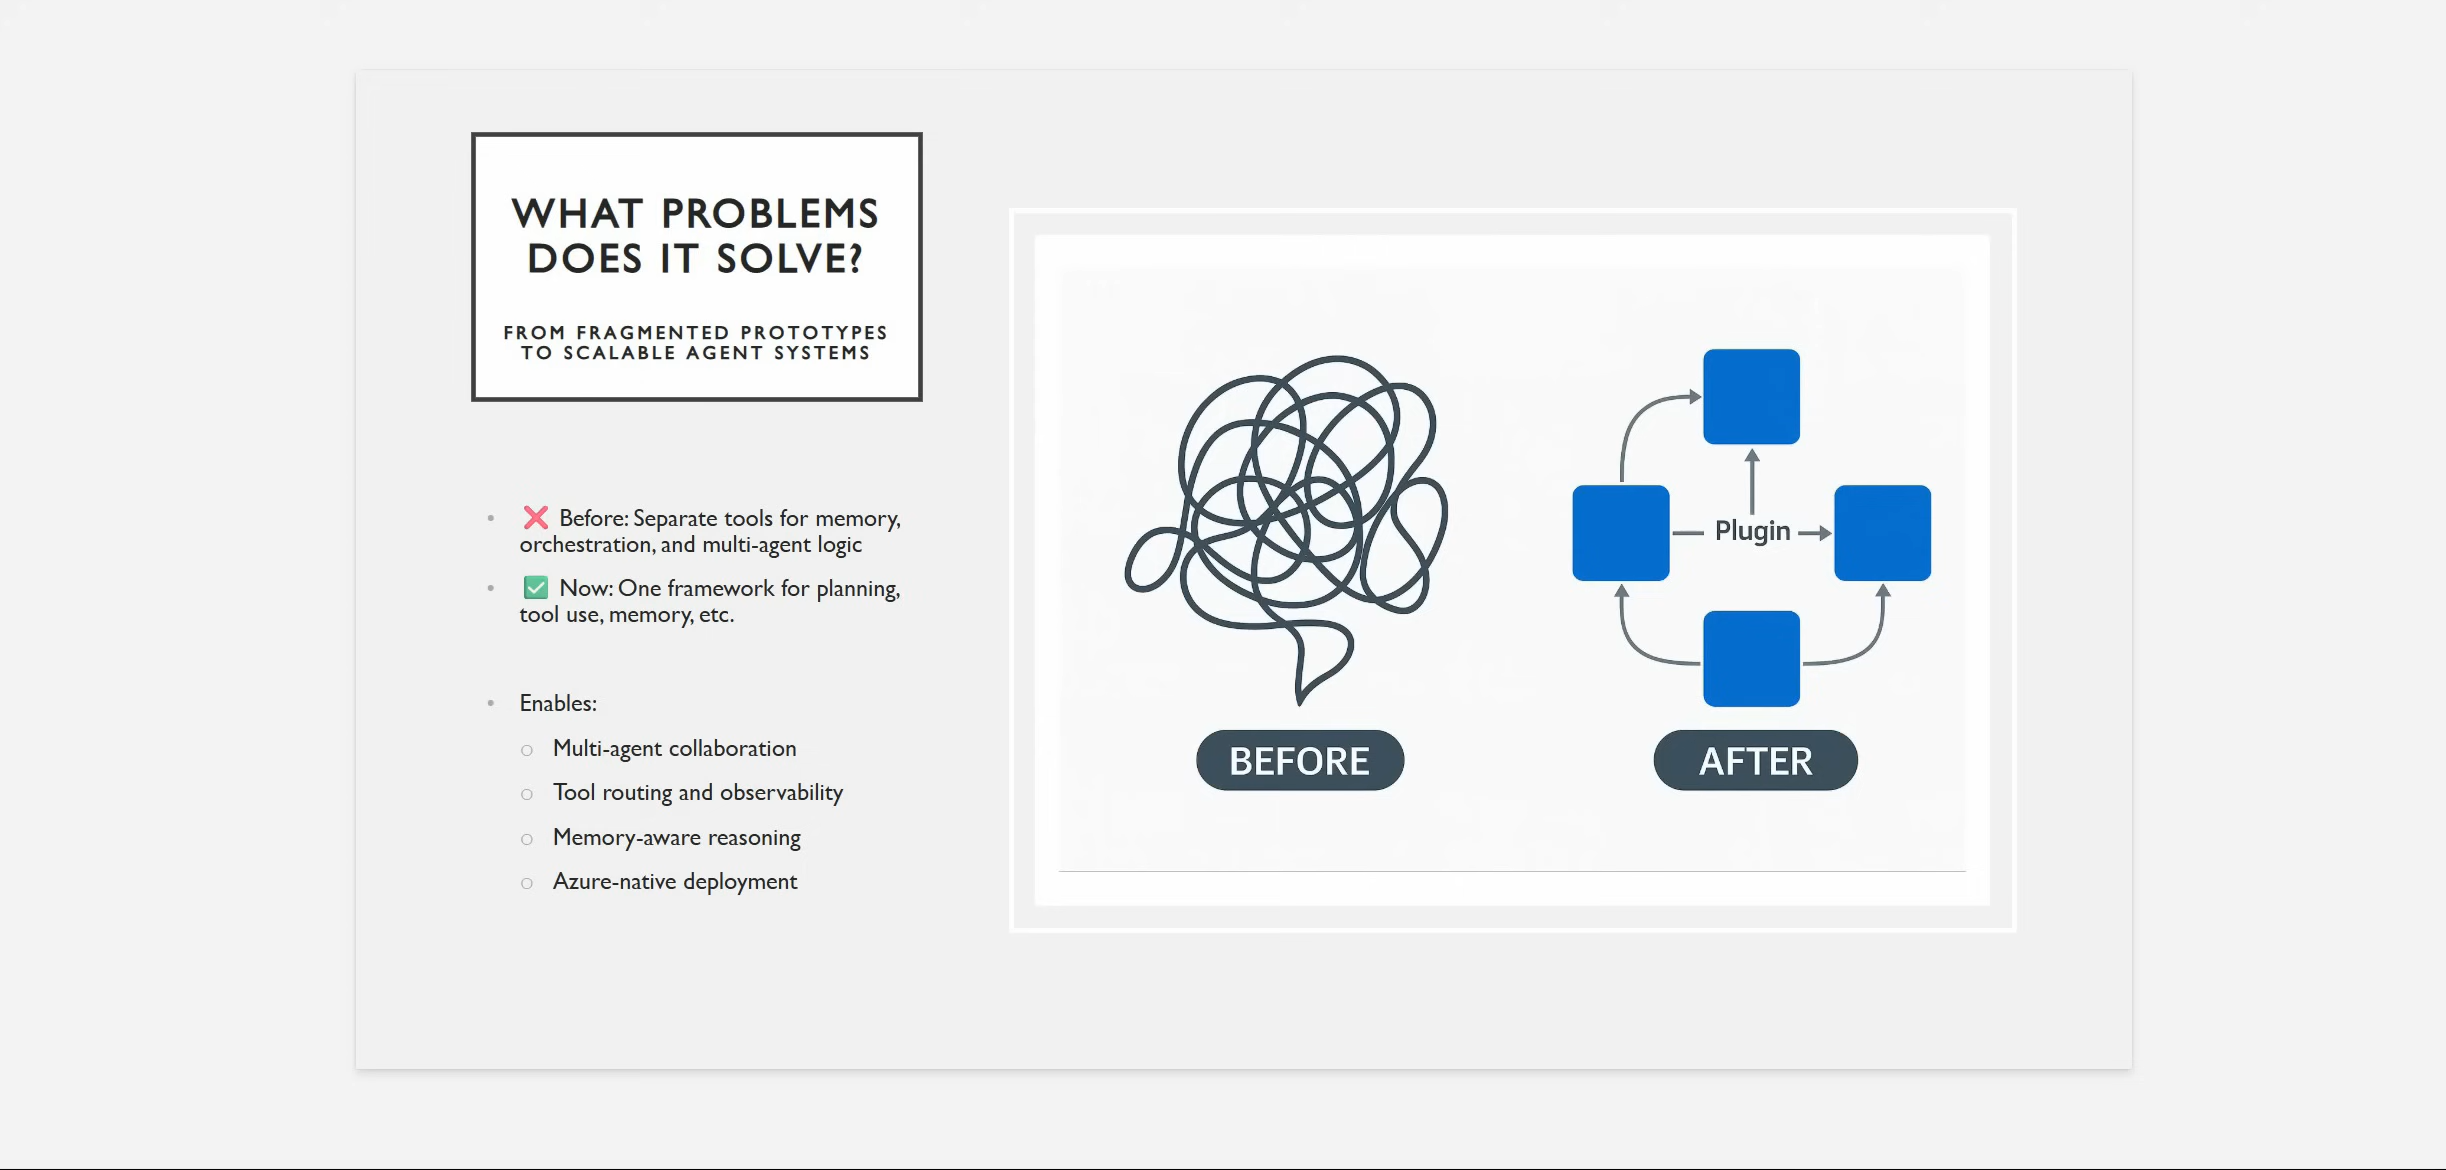 WHAT PROBLEMS
DOES IT SOLVE?
FROM FRAGMENTED PROTOTYPES
TO SCALABLE AGENT SYSTEMS
• ❌ Before: Separate tools for memory,
orchestration, and multi-agent logic
• ✅ Now: One framework for planning,
tool use, memory, etc.
• Enables:
○ Multi-agent collaboration
○ Tool routing and observability
○ Memory-aware reasoning
○ Azure-native deployment
Plugin
BEFORE
AFTER